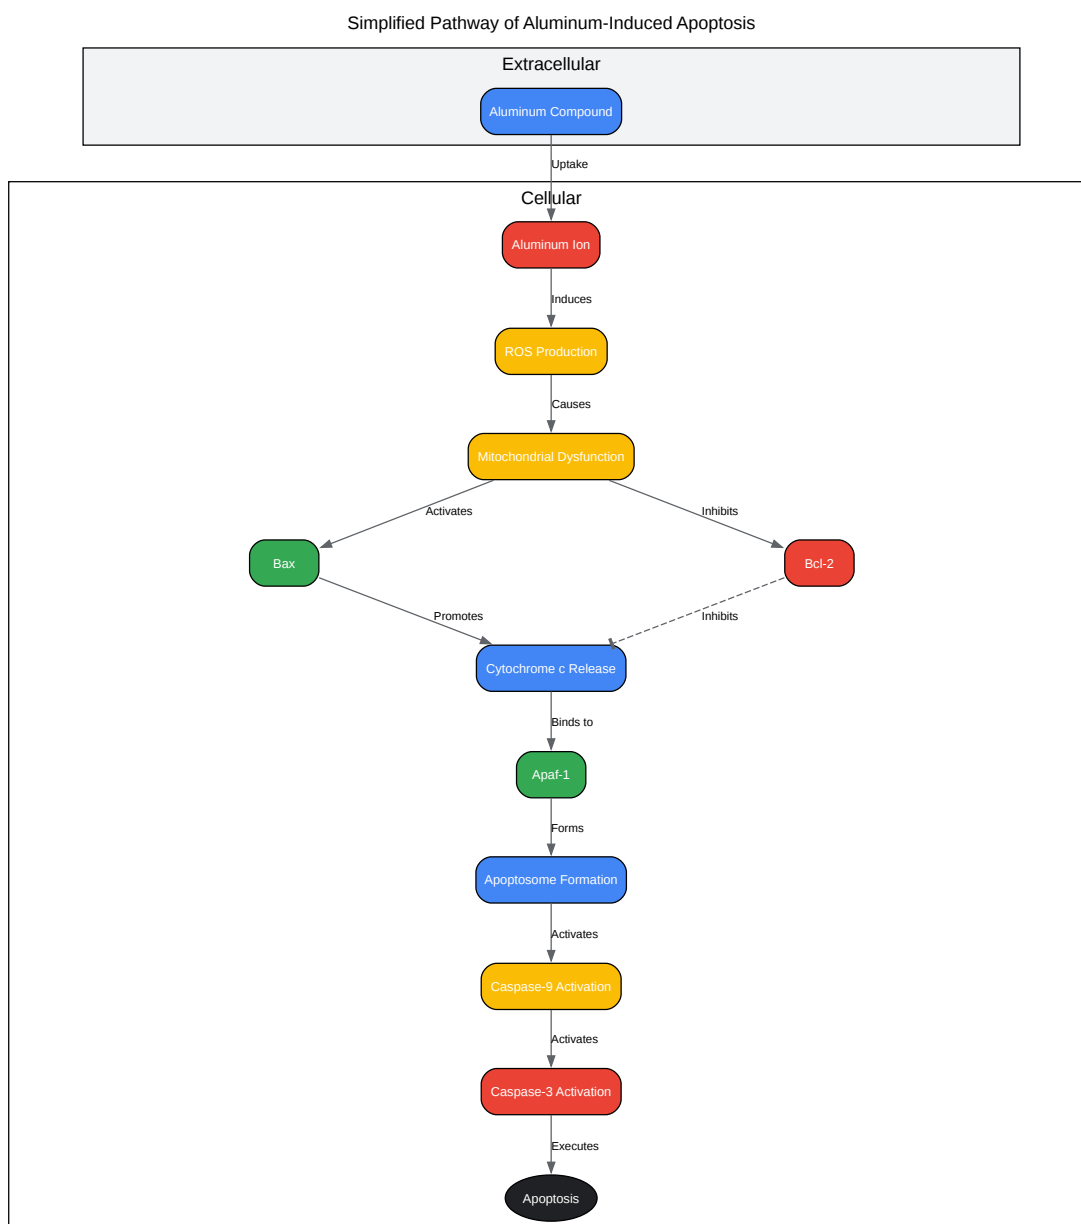 Simplified Pathway of Aluminum-Induced Apoptosis
Extracellular
Aluminum Compound
Uptake
Cellular
Aluminum Ion
Induces
ROS Production
Causes
Mitochondrial Dysfunction
Activates
Inhibits
Bax
Bcl-2
Promotes
Inhibits
Cytochrome c Release
Binds to
Apaf-1
Forms
Apoptosome Formation
Activates
Caspase-9 Activation
Activates
Caspase-3 Activation
Executes
Apoptosis